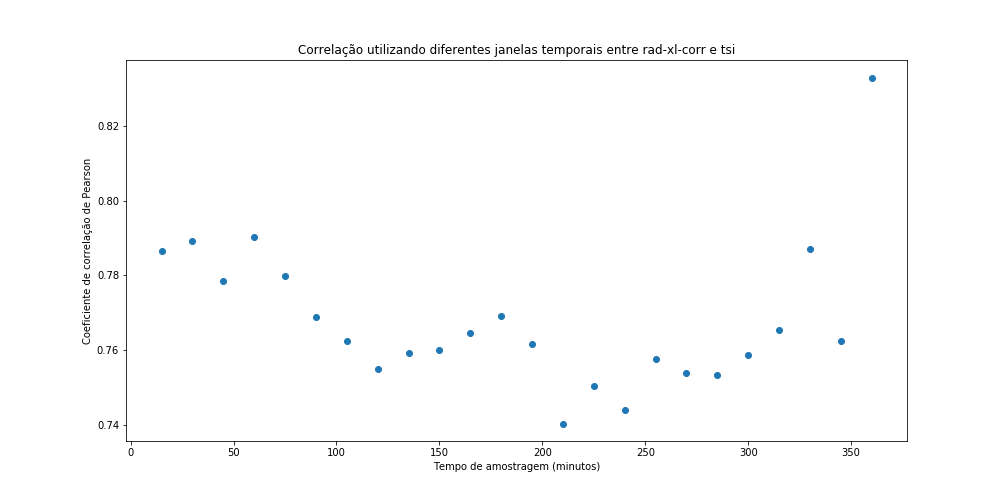 Correlação utilizando diferentes janelas temporais entre rad-xl-corr e tsi
Coeficiente de correlação de Pearson
0.82
0.80
0.78
0.76
0.74
0 50 100 150 200 250 300 350
Tempo de amostragem (minutos)